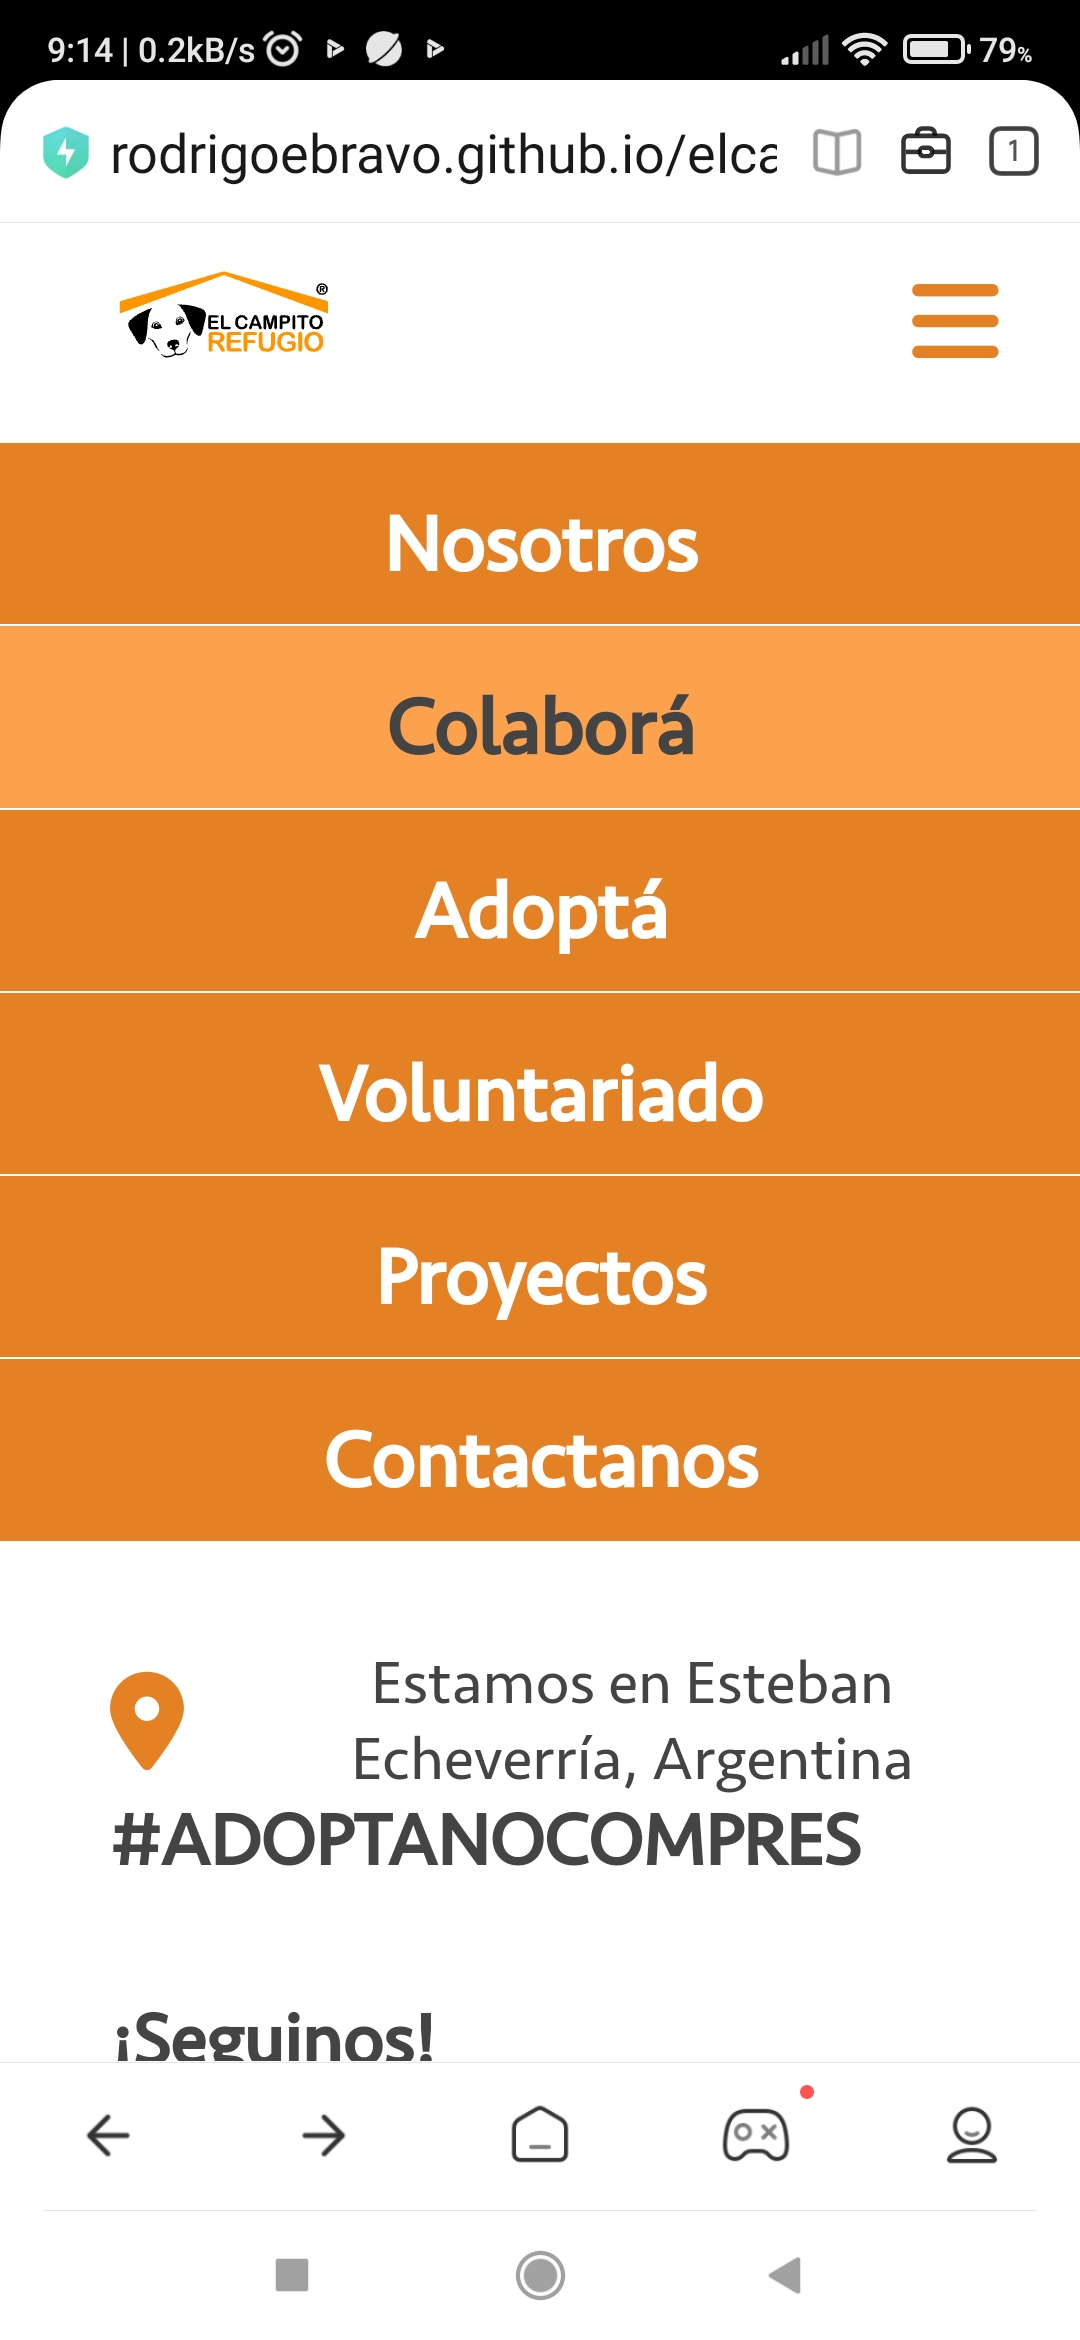 9:14 | 0.2kB/s
79%
rodrigoebravo.github.io/elca
1
®
EL CAMPITO
REFUGIO
Nosotros
Colaborá
Adoptá
Voluntariado
Proyectos
Contactanos
Estamos en Esteban
Echeverría, Argentina
#ADOPTANOCOMPRES
¡Seguinos!